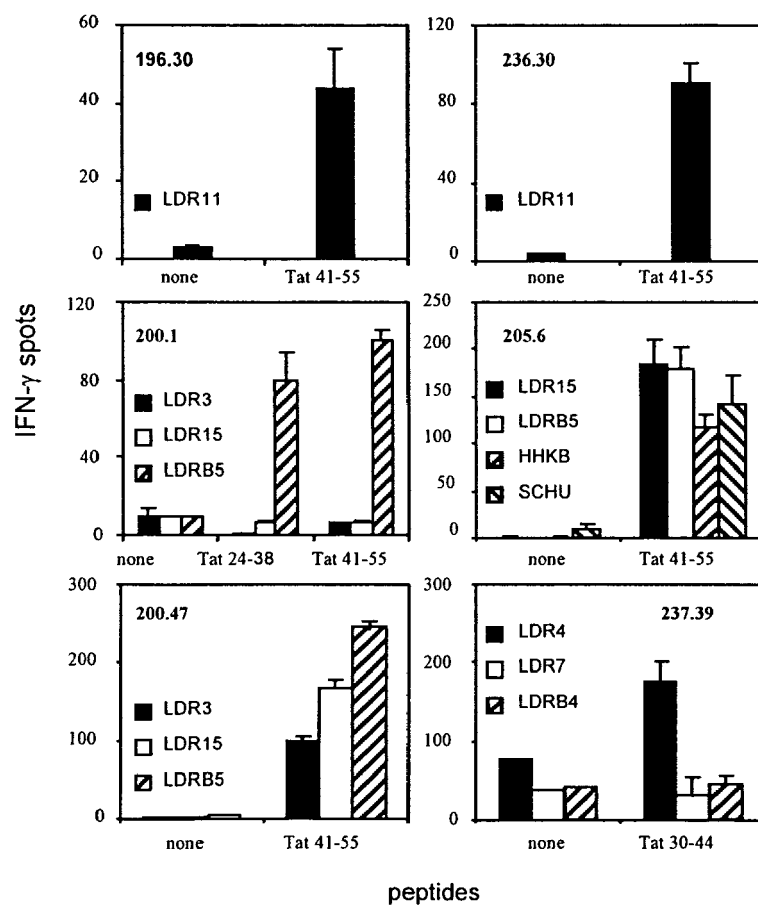 IFN-γ spots
60
40
20
0
196.30
LDR11
none Tat 41-55
120
80
40
0
236.30
LDR11
none Tat 41-55
120
80
40
0
200.1
LDR3
LDR15
LDRB5
none Tat 24-38 Tat 41-55
250
200
150
100
50
0
205.6
LDR15
LDRB5
HHKB
SCHU
none Tat 41-55
300
200
100
0
200.47
LDR3
LDR15
LDRB5
none Tat 41-55
300
200
100
0
237.39
LDR4
LDR7
LDRB4
none Tat 30-44
peptides